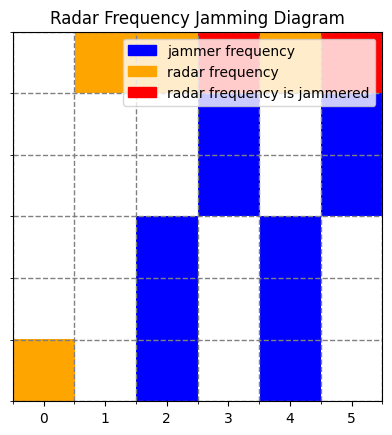 Radar Frequency Jamming Diagram
jammer frequency
radar frequency
radar frequency is jammered
0 1 2 3 4 5